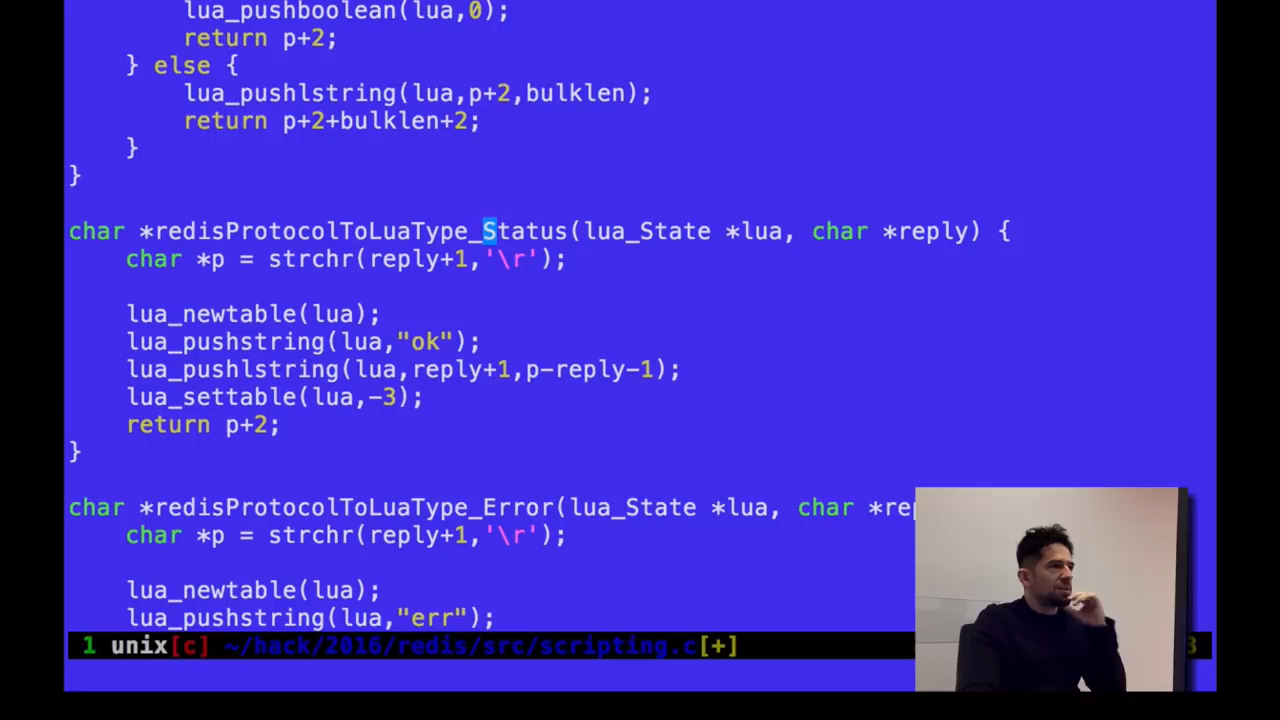 lua_pushboolean(lua,0);
return p+2;
} else {
lua_pushlstring(lua,p+2,bulklen);
return p+2+bulklen+2;
}
}
char *redisProtocolToLuaType_Status(lua_State *lua, char *reply) {
char *p = strchr(reply+1,'\r');
lua_newtable(lua);
lua_pushstring(lua,"ok");
lua_pushlstring(lua,reply+1,p-reply-1);
lua_settable(lua,-3);
return p+2;
}
char *redisProtocolToLuaType_Error(lua_State *lua, char *rep
char *p = strchr(reply+1,'\r');
lua_newtable(lua);
lua_pushstring(lua,"err");
1 unix[c] ~/hack/2016/redis/src/scripting.c[+]